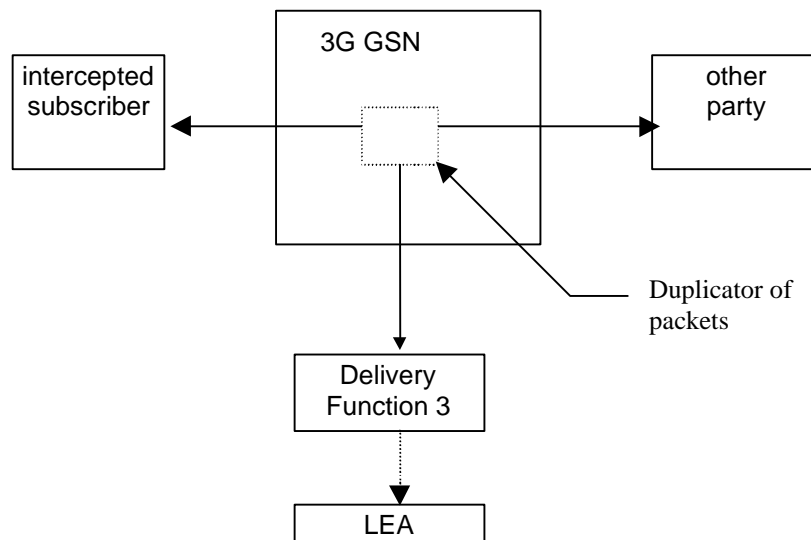 3G GSN
intercepted
subscriber
other
party
Duplicator of
packets
Delivery
Function 3
LEA